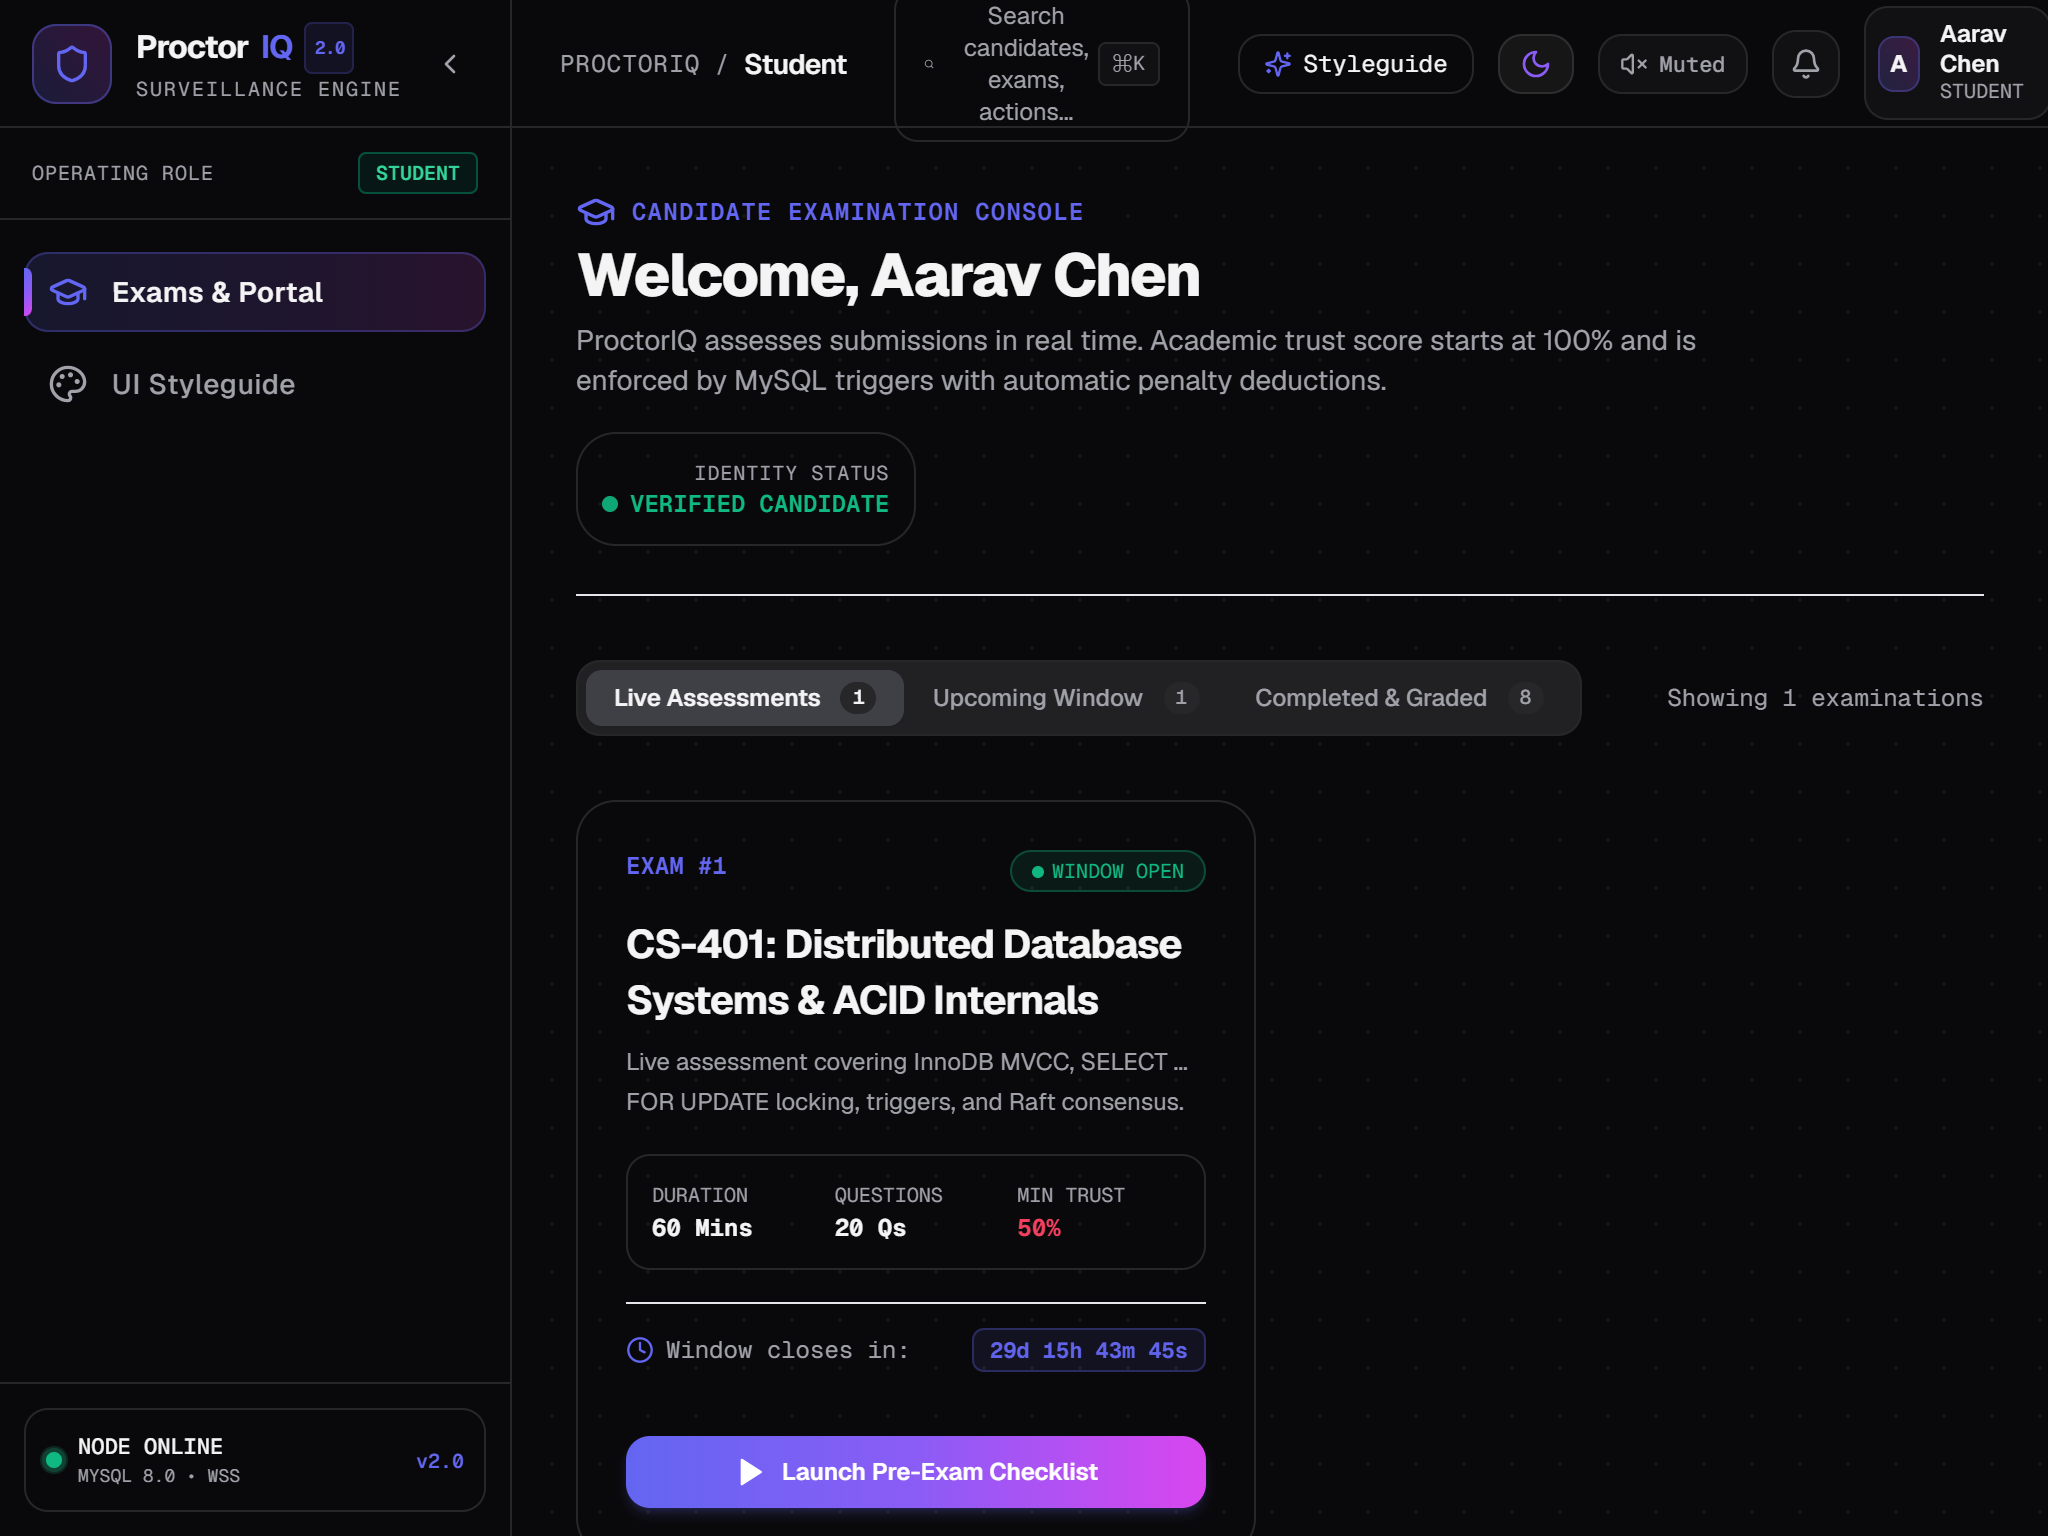 Proctor IQ 2.0
SURVEILLANCE ENGINE
OPERATING ROLE STUDENT
Exams & Portal
UI Styleguide
NODE ONLINE
MYSQL 8.0 • WSS
v2.0
PROCTORIQ / Student
Search
candidates,
exams,
actions...
⌘K
Styleguide
Muted
A
Aarav
Chen
STUDENT
CANDIDATE EXAMINATION CONSOLE
Welcome, Aarav Chen
ProctorIQ assesses submissions in real time. Academic trust score starts at 100% and is
enforced by MySQL triggers with automatic penalty deductions.
IDENTITY STATUS
VERIFIED CANDIDATE
Live Assessments 1 Upcoming Window 1 Completed & Graded 8
Showing 1 examinations
EXAM #1
WINDOW OPEN
CS-401: Distributed Database
Systems & ACID Internals
Live assessment covering InnoDB MVCC, SELECT ...
FOR UPDATE locking, triggers, and Raft consensus.
DURATION QUESTIONS MIN TRUST
60 Mins 20 Qs 50%
Window closes in: 29d 15h 43m 45s
Launch Pre-Exam Checklist